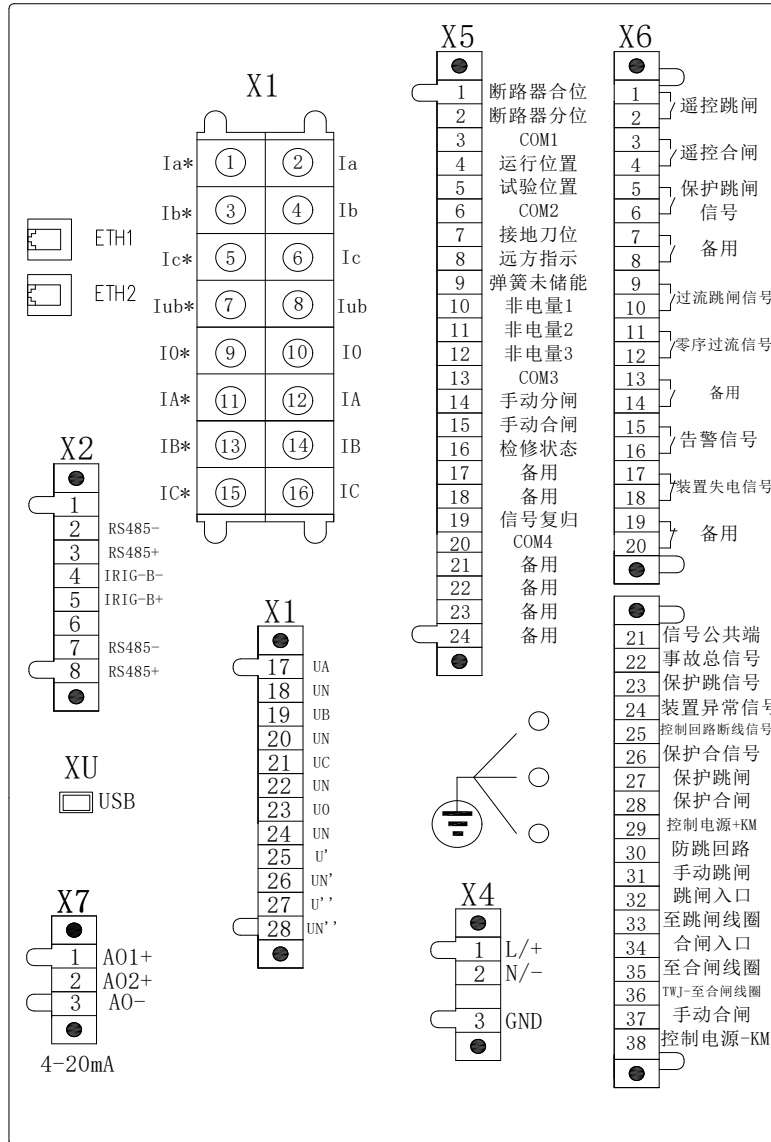 X1
Ia* 1 2 Ia
Ib* 3 4 Ib
Ic* 5 6 Ic
Iub* 7 8 Iub
I0* 9 10 I0
IA* 11 12 IA
IB* 13 14 IB
IC* 15 16 IC
ETH1
ETH2
X2
1
2 RS485-
3 RS485+
4 IRIG-B-
5 IRIG-B+
6
7 RS485-
8 RS485+
XU
USB
X7
1 AO1+
2 AO2+
3 AO-
4-20mA
X1
17 UA
18 UN
19 UB
20 UN
21 UC
22 UN
23 U0
24 UN
25 U'
26 UN'
27 U''
28 UN''
X5
1 断路器合位
2 断路器分位
3 COM1
4 运行位置
5 试验位置
6 COM2
7 接地刀位
8 远方指示
9 弹簧未储能
10 非电量1
11 非电量2
12 非电量3
13 COM3
14 手动分闸
15 手动合闸
16 检修状态
17 备用
18 备用
19 信号复归
20 COM4
21 备用
22 备用
23 备用
24 备用
X4
1 L/+
2 N/-
3 GND
X6
1
2
遥控跳闸
3
4
遥控合闸
5
6
保护跳闸
信号
7
8
备用
9
10
过流跳闸信号
11
12
零序过流信号
13
14
备用
15
16
告警信号
17
18
装置失电信号
19
20
备用
21 信号公共端
22 事故总信号
23 保护跳信号
24 装置异常信号
25 控制回路断线信号
26 保护合信号
27 保护跳闸
28 保护合闸
29 控制电源+KM
30 防跳回路
31 手动跳闸
32 跳闸入口
33 至跳闸线圈
34 合闸入口
35 至合闸线圈
36 TWJ-至合闸线圈
37 手动合闸
38 控制电源-KM